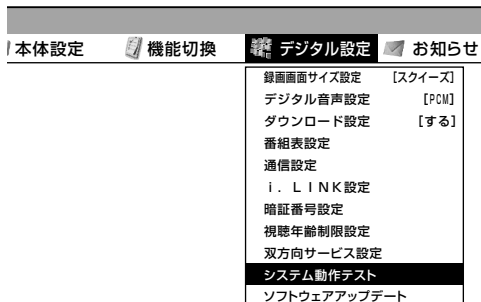 本体設定 機能切換 デジタル設定 お知らせ
録画画面サイズ設定 [スクイーズ]
デジタル音声設定 [PCM]
ダウンロード設定 [する]
番組表設定
通信設定
i．LINK設定
暗証番号設定
視聴年齢制限設定
双方向サービス設定
システム動作テスト
ソフトウェアアップデート